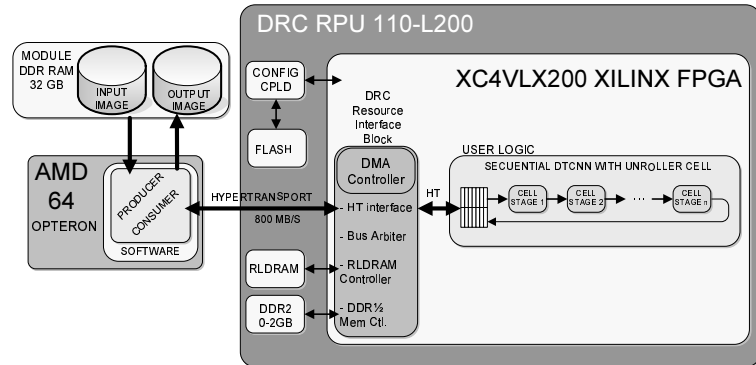 DRC RPU 110-L200
MODULE
DDR RAM
32 GB
INPUT
IMAGE
OUTPUT
IMAGE
AMD
64
OPTERON
PRODUCER
CONSUMER
SOFTWARE
HYPERTRANSPORT
800 MB/S
CONFIG
CPLD
FLASH
RLDRAM
DDR2
0-2GB
XC4VLX200 XILINX FPGA
DRC
Resource
Interface
Block
DMA
Controller
- HT interface
- Bus Arbiter
- RLDRAM
Controller
- DDR½
Mem Ctl.
HT
USER LOGIC
SECUENTIAL DTCNN WITH UNROLLER CELL
CELL
STAGE 1
CELL
STAGE 2
...
CELL
STAGE n